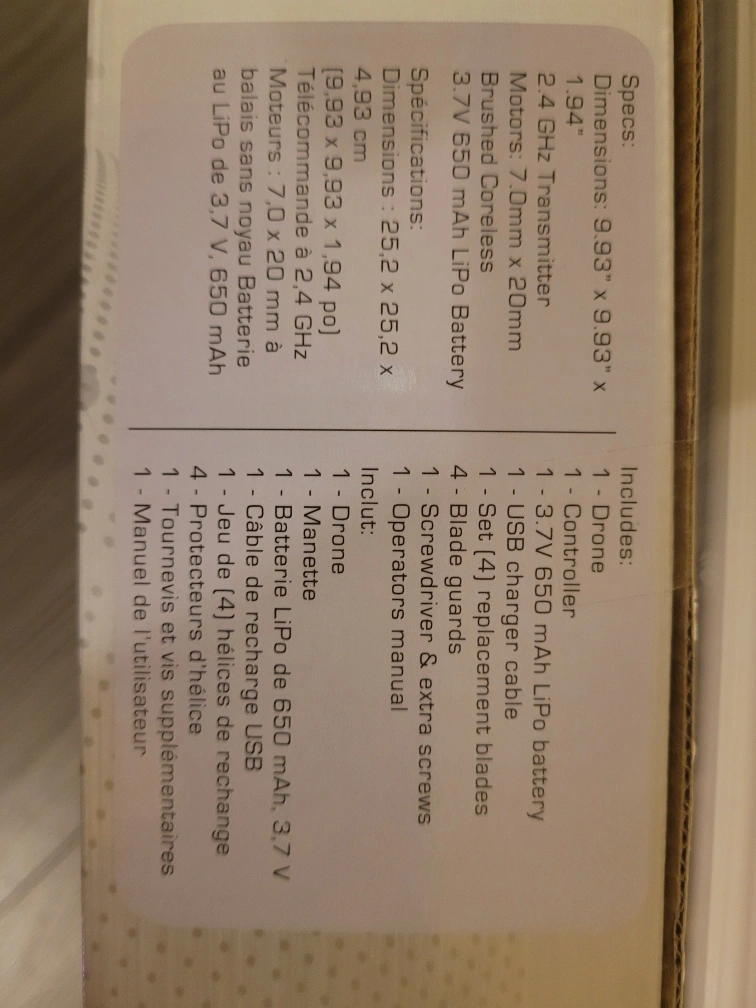 Specs:
Dimensions: 9.93" x 9.93" x
1.94"
2.4 GHz Transmitter
Motors: 7.0mm x 20mm
Brushed Coreless
3.7V 650 mAh LiPo Battery
Spécifications:
Dimensions : 25,2 x 25,2 x
4,93 cm
(9,93 x 9,93 x 1,94 po)
Télécommande à 2,4 GHz
Moteurs : 7,0 x 20 mm à
balais sans noyau Batterie
au LiPo de 3,7 V, 650 mAh
Includes:
1 - Drone
1 - Controller
1 - 3.7V 650 mAh LiPo battery
1 - USB charger cable
1 - Set (4) replacement blades
4 - Blade guards
1 - Screwdriver & extra screws
1 - Operators manual
Inclut:
1 - Drone
1 - Manette
1 - Batterie LiPo de 650 mAh, 3,7 V
1 - Câble de recharge USB
1 - Jeu de (4) hélices de rechange
4 - Protecteurs d'hélice
1 - Tournevis et vis supplémentaires
1 - Manuel de l'utilisateur